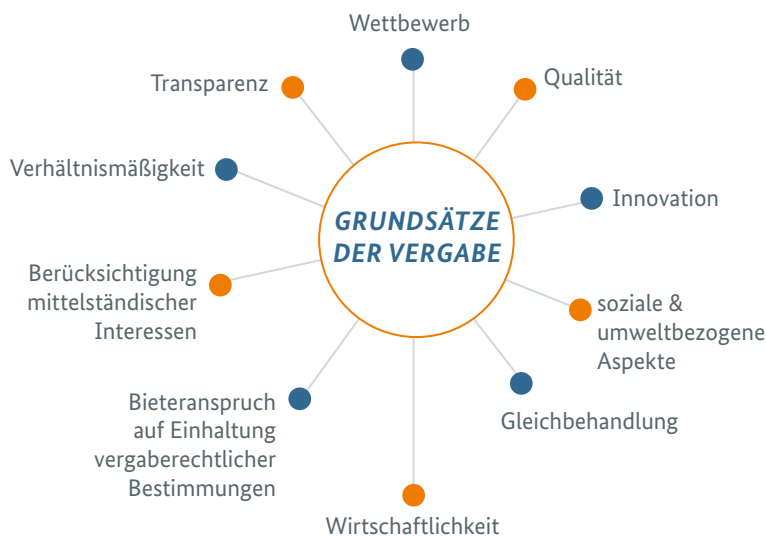 Wettbewerb
Transparenz
Qualität
Verhältnismäßigkeit
Innovation
GRUNDSÄTZE
DER VERGABE
Berücksichtigung
mittelständischer
Interessen
soziale &
umweltbezogene
Aspekte
Bieteranspruch
auf Einhaltung
vergaberechtlicher
Bestimmungen
Gleichbehandlung
Wirtschaftlichkeit